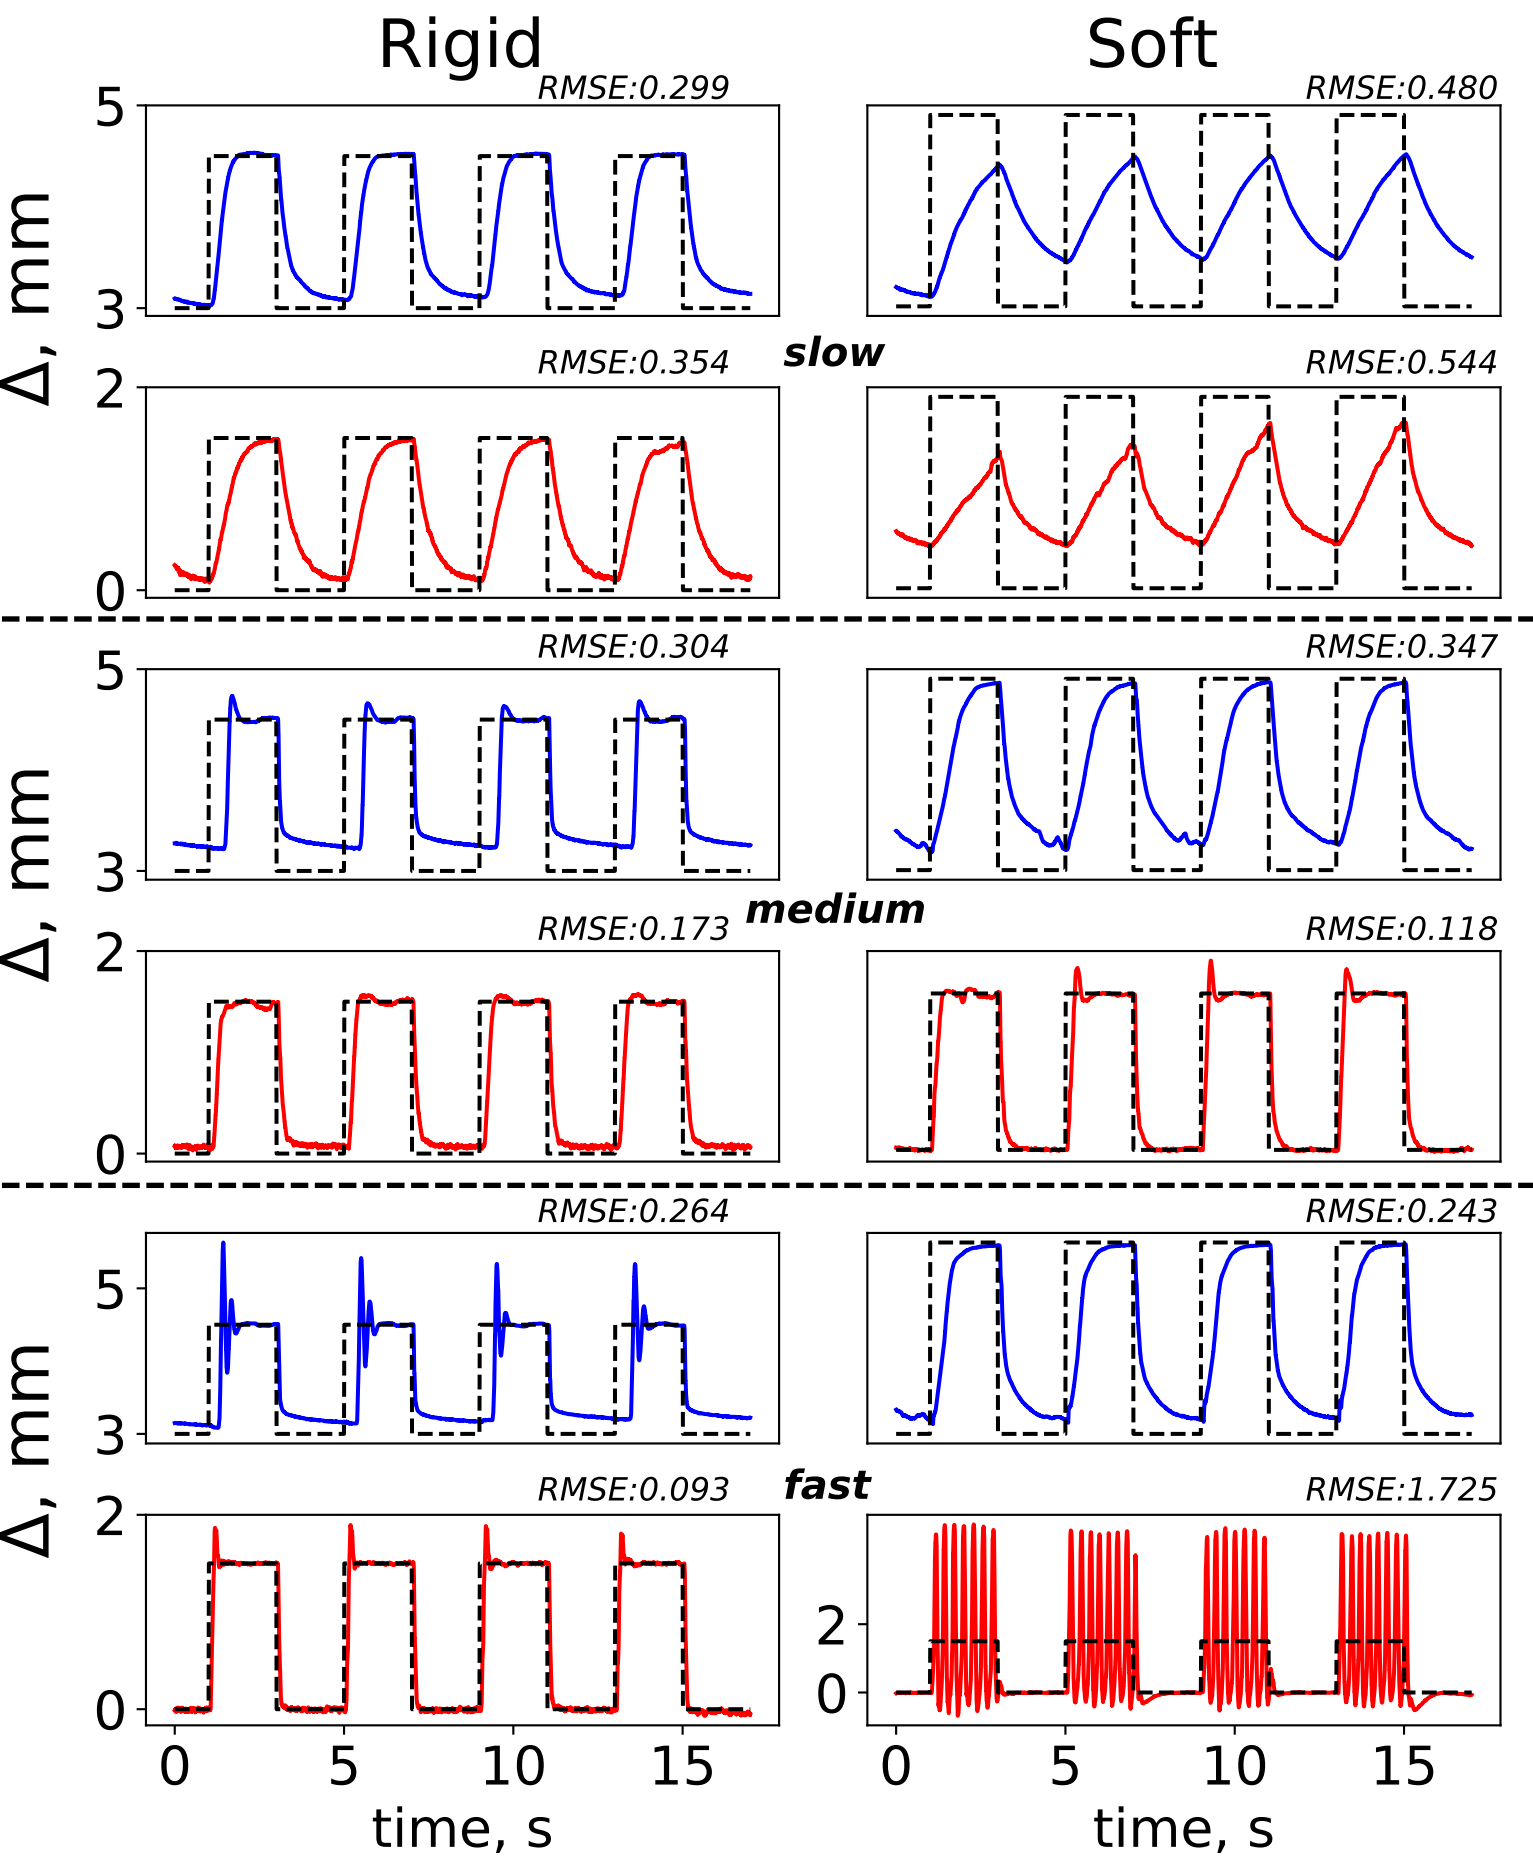 Rigid Soft
RMSE:0.299 RMSE:0.480
5
3
Δ, mm
RMSE:0.354 slow RMSE:0.544
2
0
RMSE:0.304 RMSE:0.347
5
3
Δ, mm
RMSE:0.173 medium RMSE:0.118
2
0
RMSE:0.264 RMSE:0.243
5
3
Δ, mm
RMSE:0.093 fast RMSE:1.725
2
2
0
0
0 5 10 15 0 5 10 15
time, s time, s